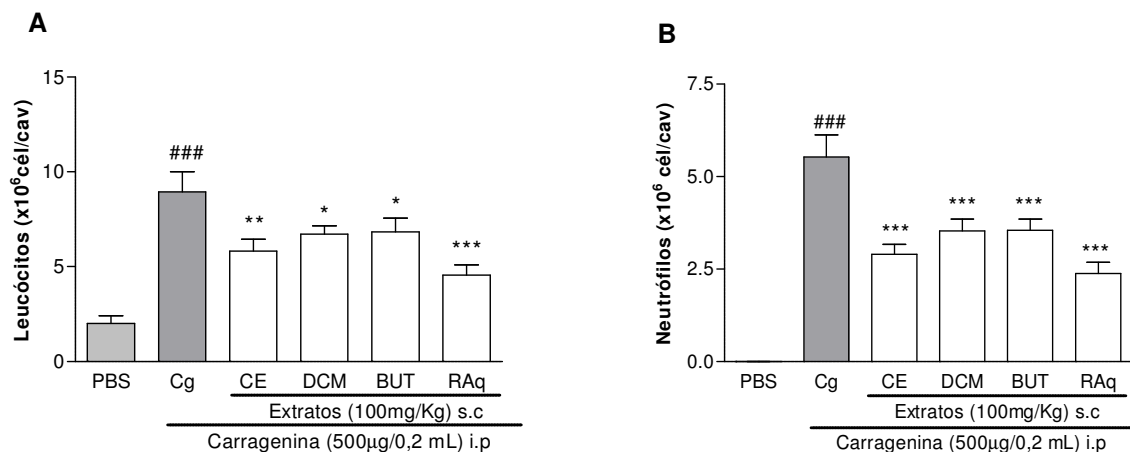 A
Leucócitos (x10⁶cél/cav)
15
10
5
0
###
**
*
*
***
PBS Cg CE DCM BUT RAq
Extratos (100mg/Kg) s.c
Carragenina (500µg/0,2 mL) i.p
B
Neutrófilos (x10⁶ cél/cav)
7.5
5.0
2.5
0.0
###
***
***
***
***
PBS Cg CE DCM BUT RAq
Extratos (100mg/Kg) s.c
Carragenina (500µg/0,2 mL) i.p